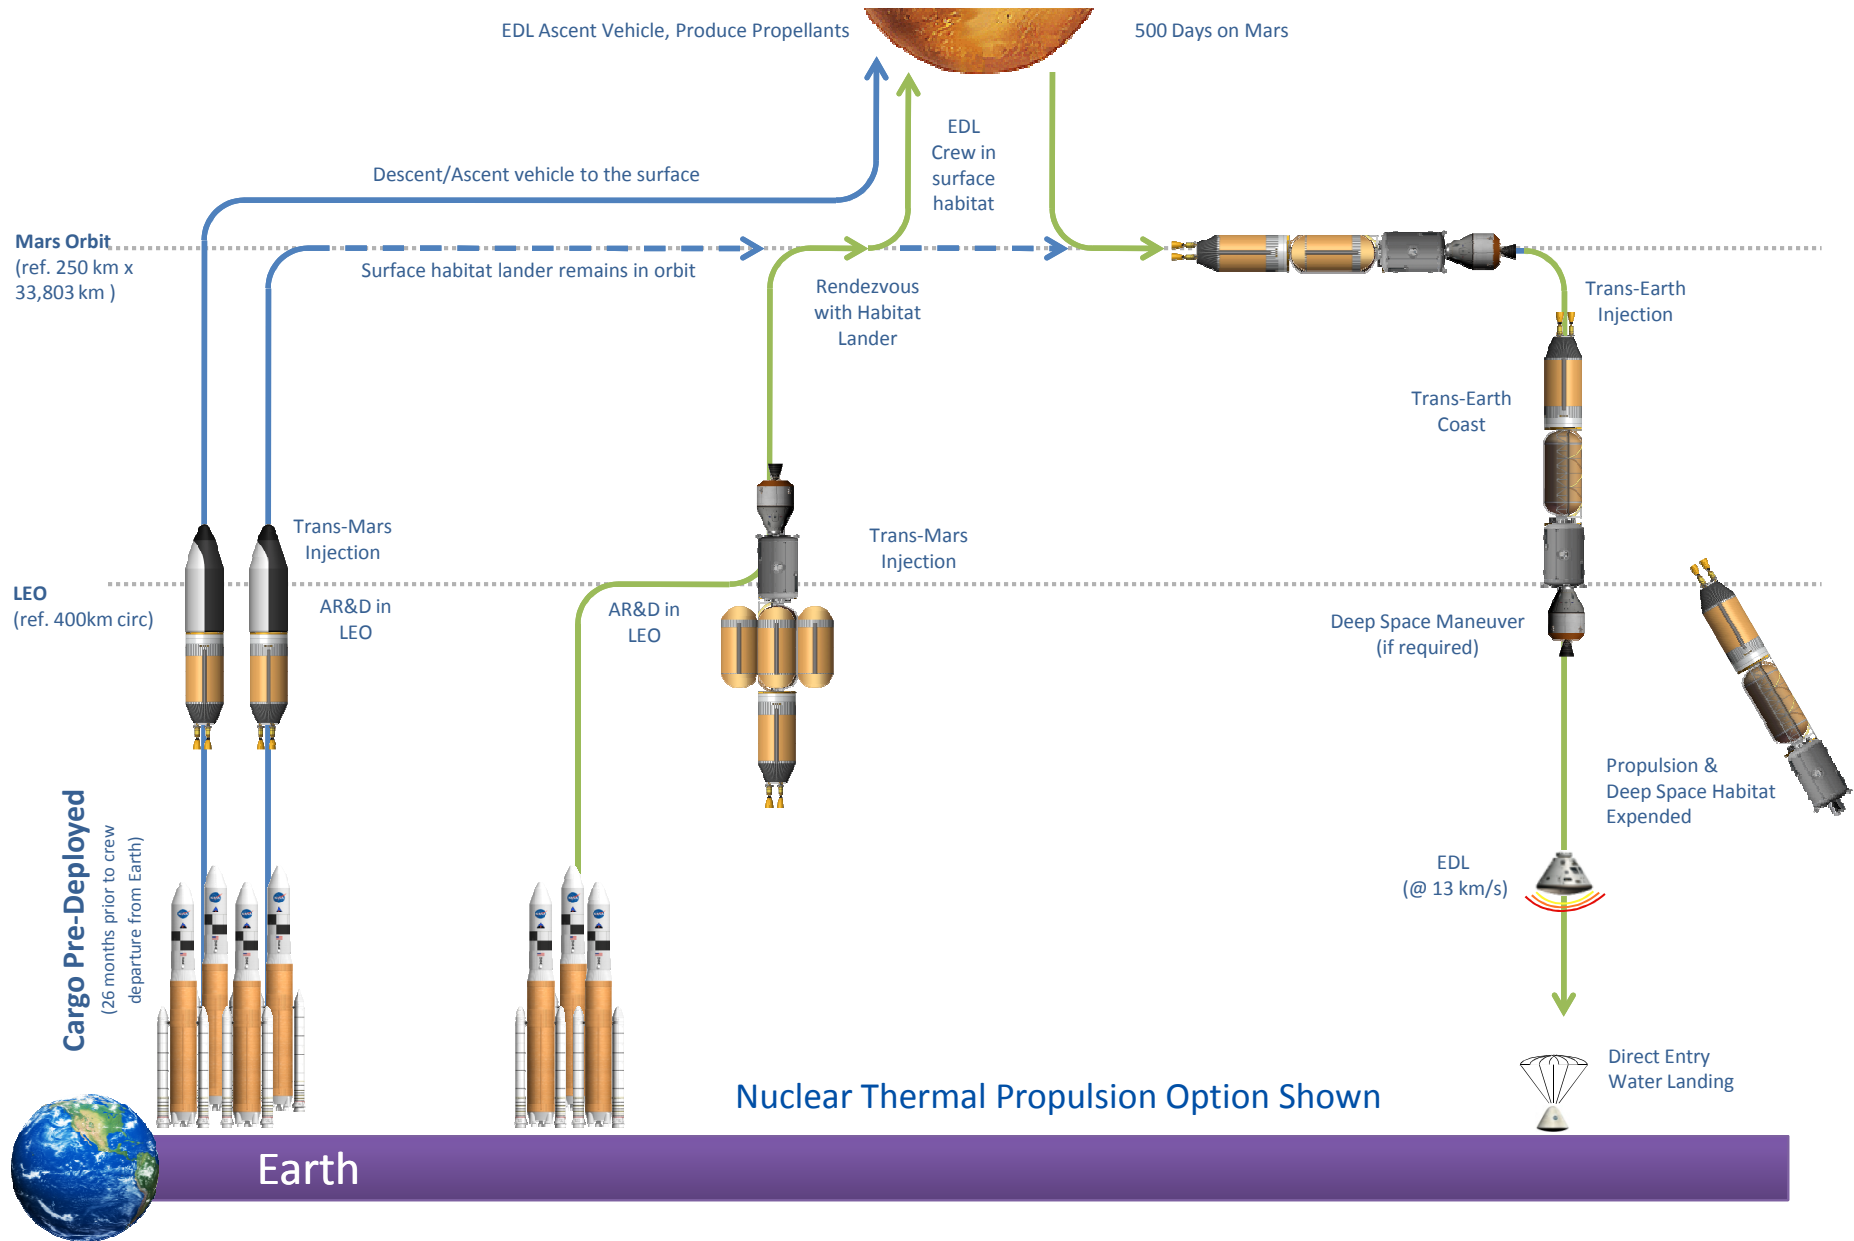 EDL Ascent Vehicle, Produce Propellants
500 Days on Mars
EDL
Crew in
surface
habitat
Descent/Ascent vehicle to the surface
Mars Orbit
(ref. 250 km x
33,803 km )
Surface habitat lander remains in orbit
Rendezvous
with Habitat
Lander
Trans-Earth
Injection
Trans-Earth
Coast
Trans-Mars
Injection
Trans-Mars
Injection
LEO
(ref. 400km circ)
AR&D in
LEO
AR&D in
LEO
Deep Space Maneuver
(if required)
Propulsion &
Deep Space Habitat
Expended
Cargo Pre-Deployed
(26 months prior to crew
departure from Earth)
EDL
(@ 13 km/s)
Direct Entry
Water Landing
Nuclear Thermal Propulsion Option Shown
Earth